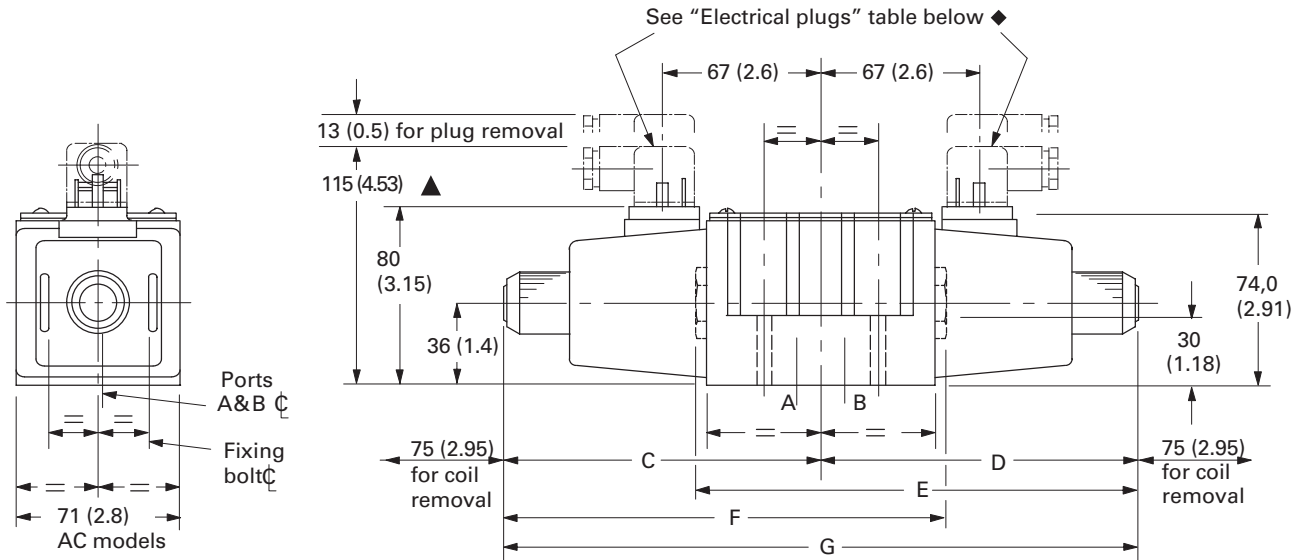 See “Electrical plugs” table below ◆
67 (2.6)
67 (2.6)
13 (0.5) for plug removal
115 (4.53) ▲
80
(3.15)
36 (1.4)
74,0
(2.91)
30
(1.18)
Ports
A&B ℄
Fixing
bolt℄
71 (2.8)
AC models
A
B
75 (2.95)
for coil
removal
C
D
75 (2.95)
for coil
removal
E
F
G